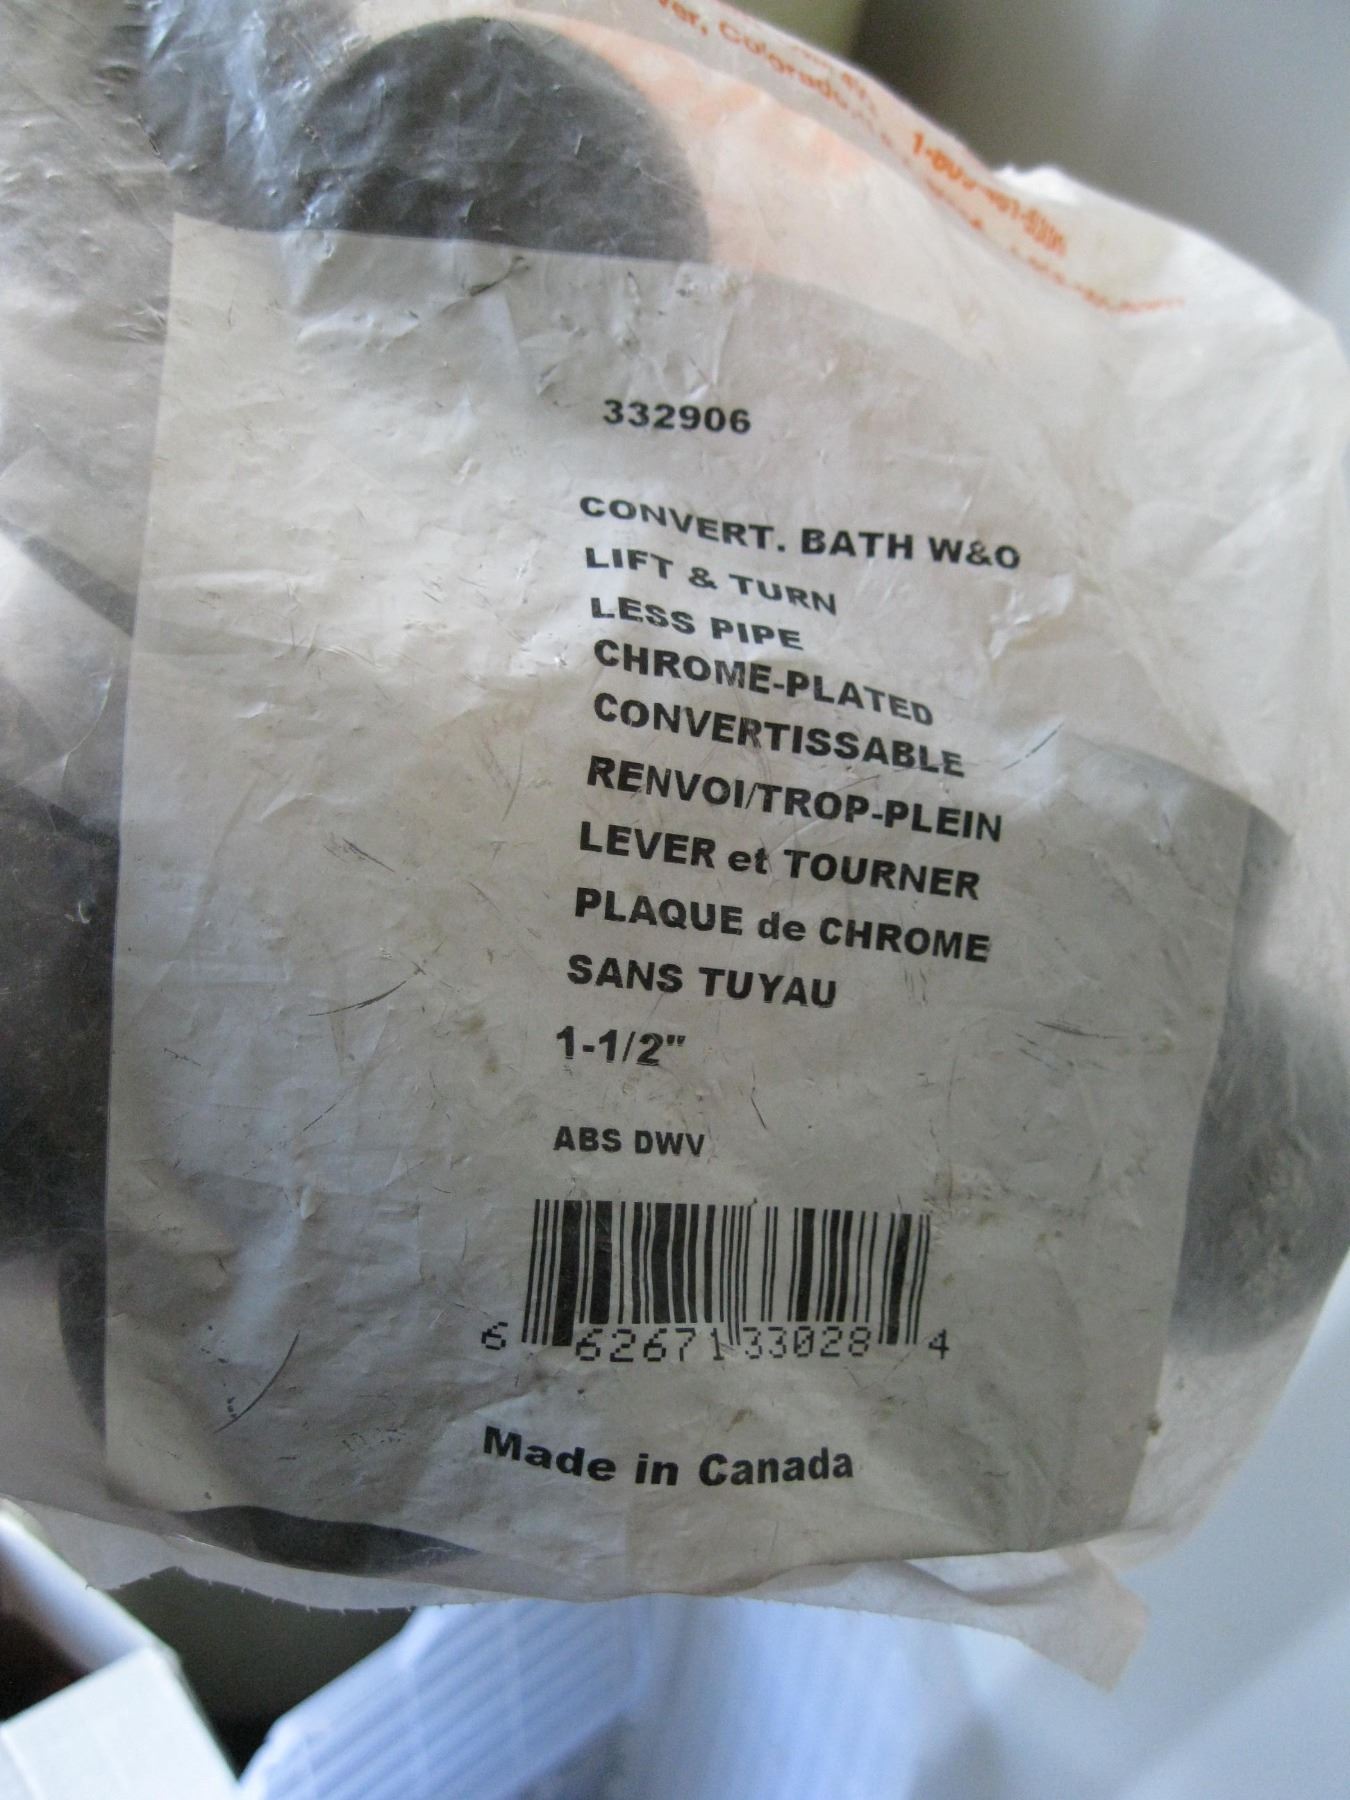 Colorado
332906
CONVERT. BATH W&O
LIFT & TURN
LESS PIPE
CHROME-PLATED
CONVERTISSABLE
RENVOI/TROP-PLEIN
LEVER et TOURNER
PLAQUE de CHROME
SANS TUYAU
1-1/2"
ABS DWV
6 62671 33028 4
Made in Canada